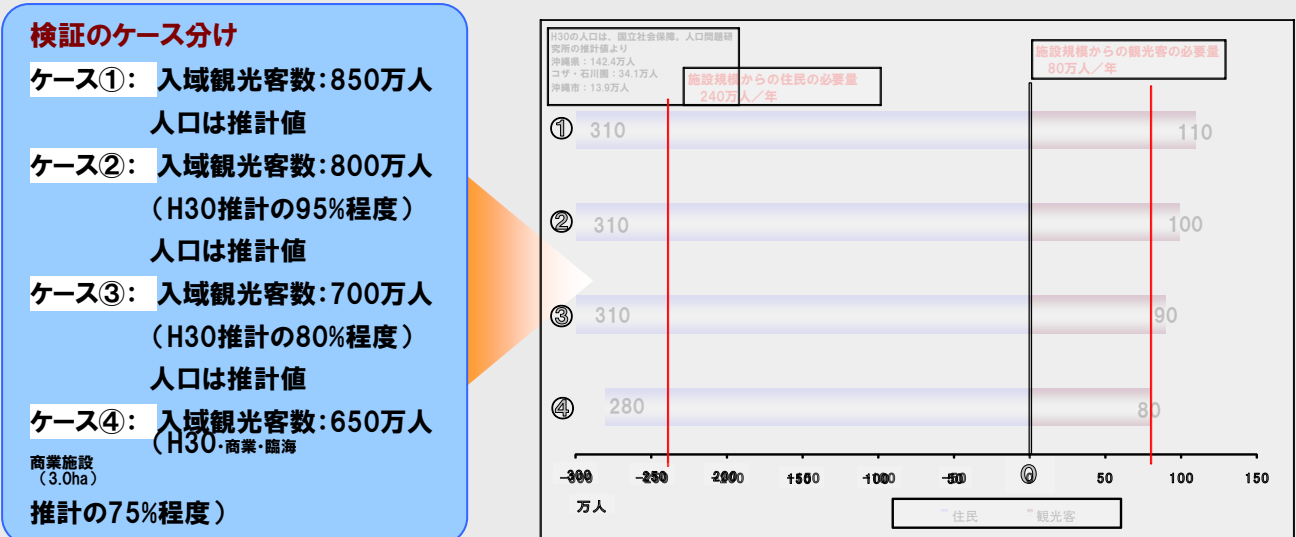 検証のケース分け
ケース①: 入域観光客数:850万人
人口は推計値
ケース②: 入域観光客数:800万人
(H30推計の95%程度)
人口は推計値
ケース③: 入域観光客数:700万人
(H30推計の80%程度)
人口は推計値
ケース④: 入域観光客数:650万人
(H30・商業・臨海
商業施設
(3.0ha)
推計の75%程度)
H30の人口は、国立社会保障、人口問題研
究所の推計値より
沖縄県:142.4万人
コザ・石川圏:34.1万人
沖縄市:13.9万人
施設規模からの住民の必要量
240万人/年
施設規模からの観光客の必要量
80万人/年
① 310 110
② 310 100
③ 310 90
④ 280 80
-300 -250 -200 -150 -100 -50 0 50 100 150
万人
住民 観光客